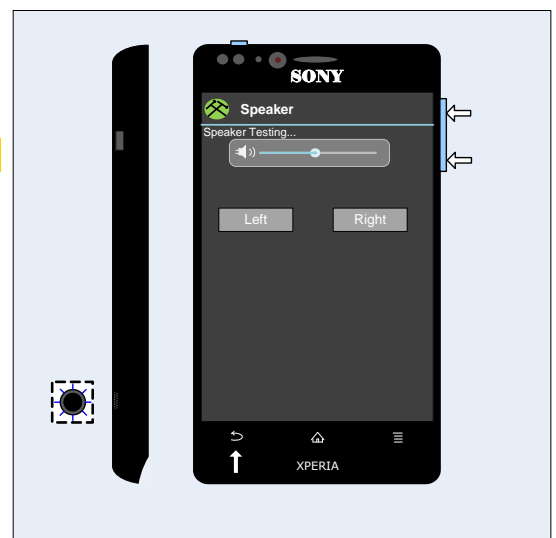 SONY
Speaker
Speaker Testing...
Left
Right
XPERIA